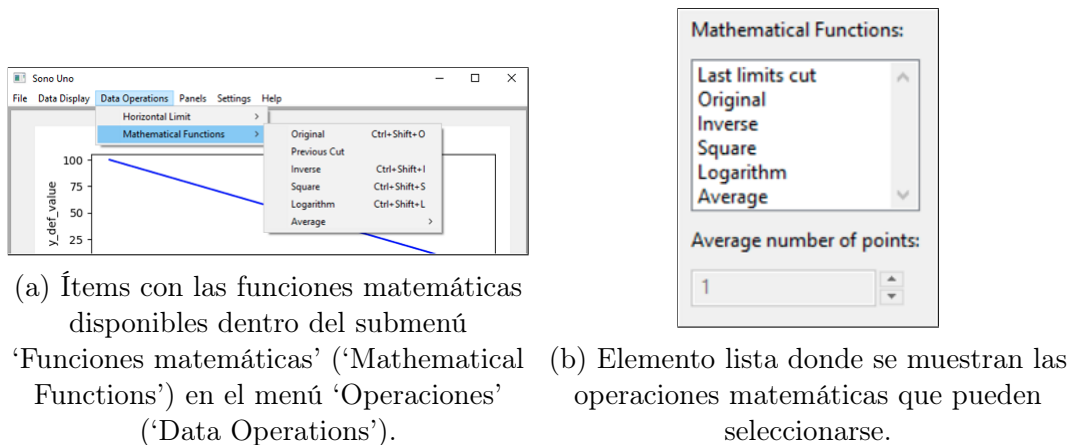 Sono Uno
File Data Display Data Operations Panels Settings Help
Horizontal Limit >
Mathematical Functions >
Original Ctrl+Shift+O
Previous Cut
Inverse Ctrl+Shift+I
Square Ctrl+Shift+S
Logarithm Ctrl+Shift+L
Average >
100
75
50
25
y_def_value
(a) Ítems con las funciones matemáticas
disponibles dentro del submenú
‘Funciones matemáticas’ (‘Mathematical
Functions’) en el menú ‘Operaciones’
(‘Data Operations’).
Mathematical Functions:
Last limits cut
Original
Inverse
Square
Logarithm
Average
Average number of points:
1
(b) Elemento lista donde se muestran las
operaciones matemáticas que pueden
seleccionarse.